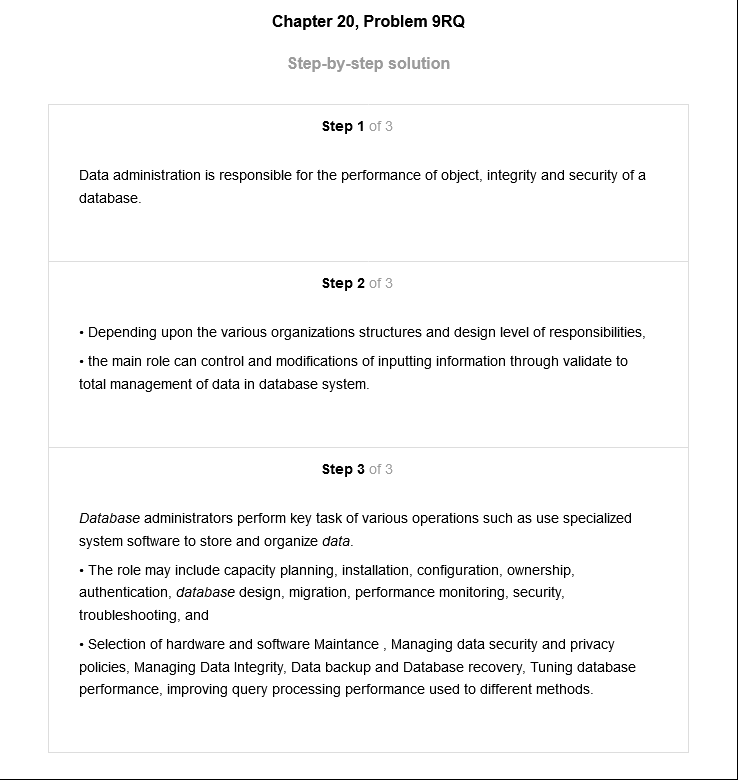 Chapter 20, Problem 9RQ
Step-by-step solution
Step 1 of 3
Data administration is responsible for the performance of object, integrity and security of a
database.
Step 2 of 3
• Depending upon the various organizations structures and design level of responsibilities,
• the main role can control and modifications of inputting information through validate to
total management of data in database system.
Step 3 of 3
Database administrators perform key task of various operations such as use specialized
system software to store and organize data.
• The role may include capacity planning, installation, configuration, ownership,
authentication, database design, migration, performance monitoring, security,
troubleshooting, and
• Selection of hardware and software Maintance , Managing data security and privacy
policies, Managing Data Integrity, Data backup and Database recovery, Tuning database
performance, improving query processing performance used to different methods.